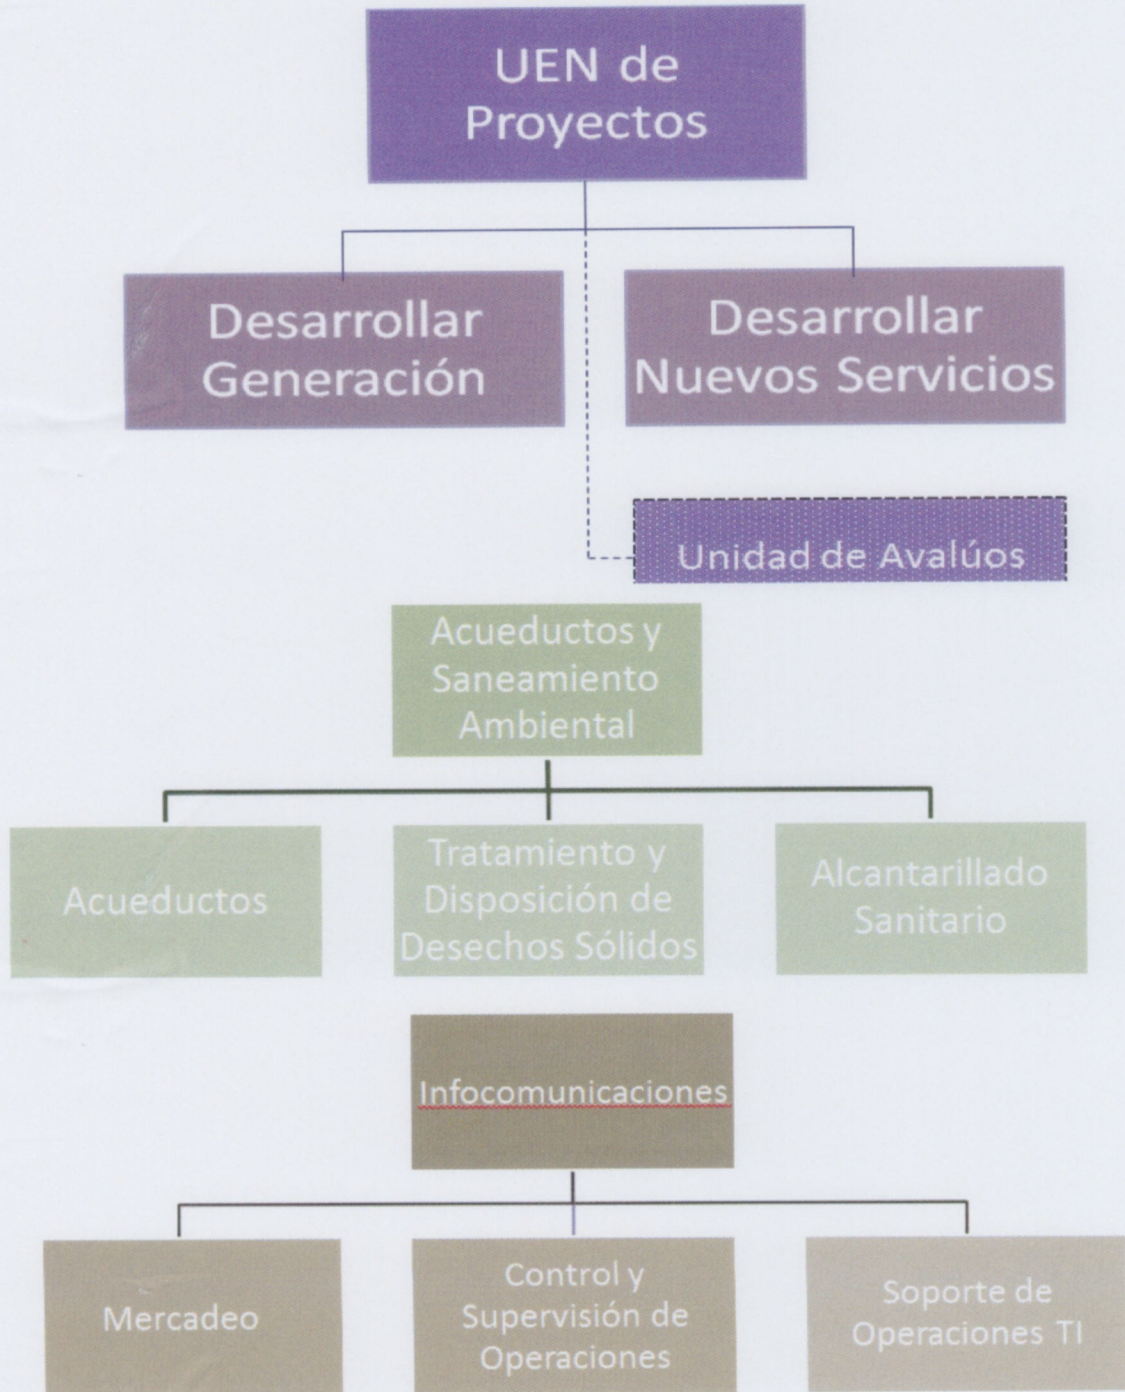 UEN de
Proyectos
Desarrollar
Generación
Desarrollar
Nuevos Servicios
Unidad de Avalúos
Acueductos y
Saneamiento
Ambiental
Acueductos
Tratamiento y
Disposición de
Desechos Sólidos
Alcantarillado
Sanitario
Infocomunicaciones
Mercadeo
Control y
Supervisión de
Operaciones
Soporte de
Operaciones TI